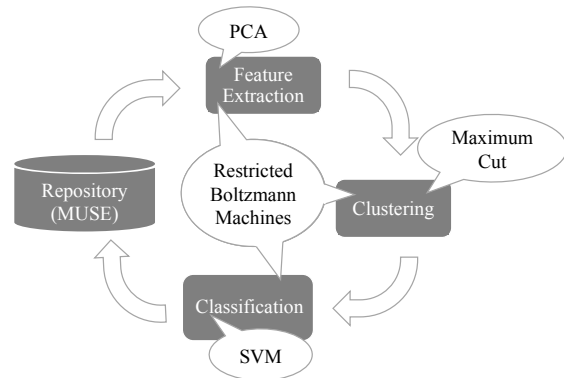 PCA
Feature
Extraction
Maximum
Cut
Restricted
Boltzmann
Machines
Repository
(MUSE)
Clustering
Classification
SVM